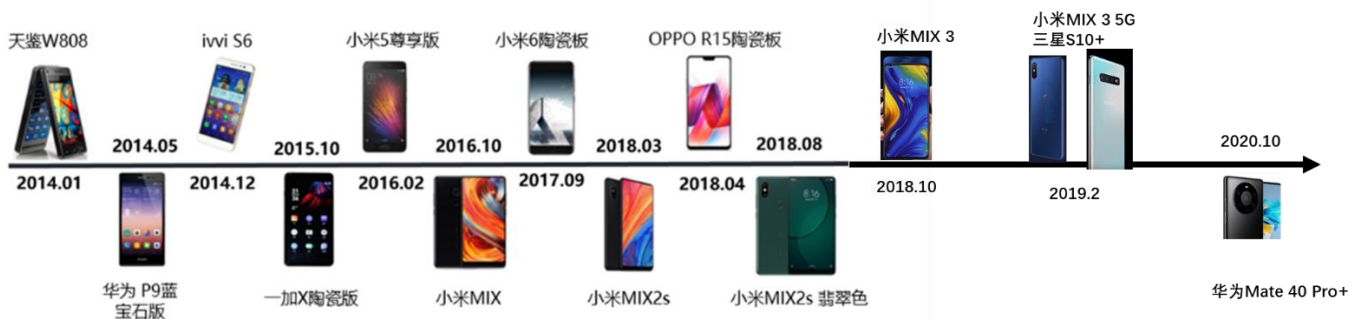 天鉴W808
ivvi S6
小米5尊享版
小米6陶瓷板
OPPO R15陶瓷板
小米MIX 3
小米MIX 3 5G
三星S10+
2014.05
2015.10
2016.10
2018.03
2018.08
2020.10
2014.01
2014.12
2016.02
2017.09
2018.04
2018.10
2019.2
华为 P9蓝
宝石版
一加X陶瓷版
小米MIX
小米MIX2s
小米MIX2s 翡翠色
华为Mate 40 Pro+